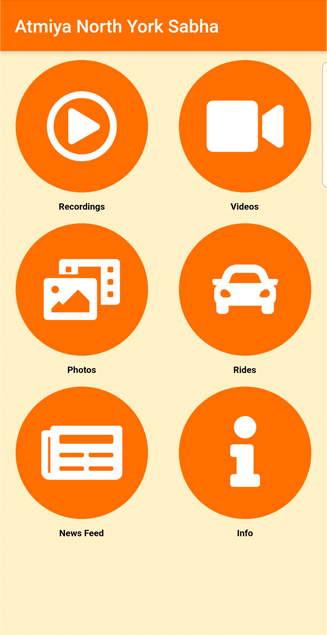 Atmiya North York Sabha
Recordings
Videos
Photos
Rides
News Feed
Info